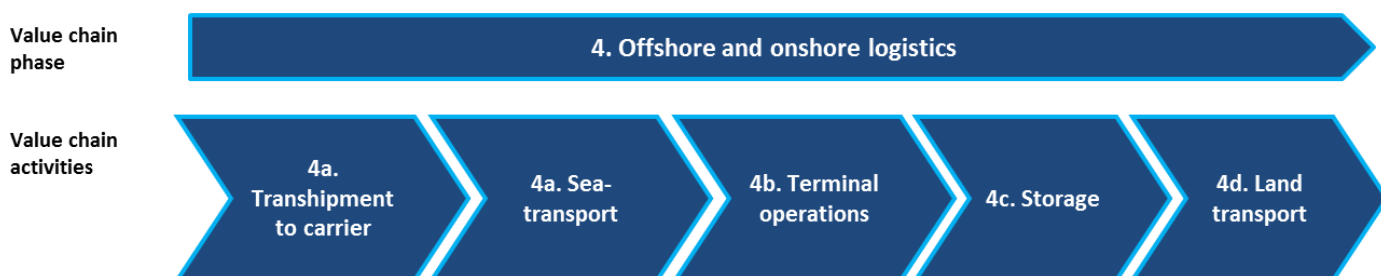 Value chain
phase
4. Offshore and onshore logistics
Value chain
activities
4a.
Transhipment
to carrier
4a. Sea-
transport
4b. Terminal
operations
4c. Storage
4d. Land
transport